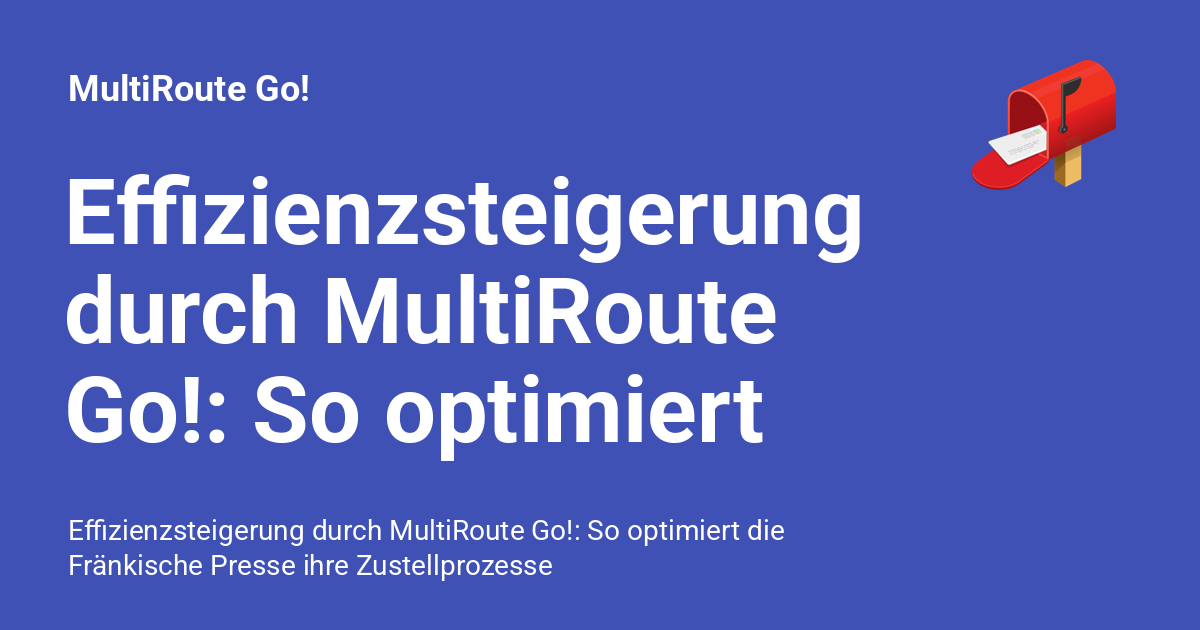 MultiRoute Go!
Effizienzsteigerung
durch MultiRoute
Go!: So optimiert
Effizienzsteigerung durch MultiRoute Go!: So optimiert die
Fränkische Presse ihre Zustellprozesse